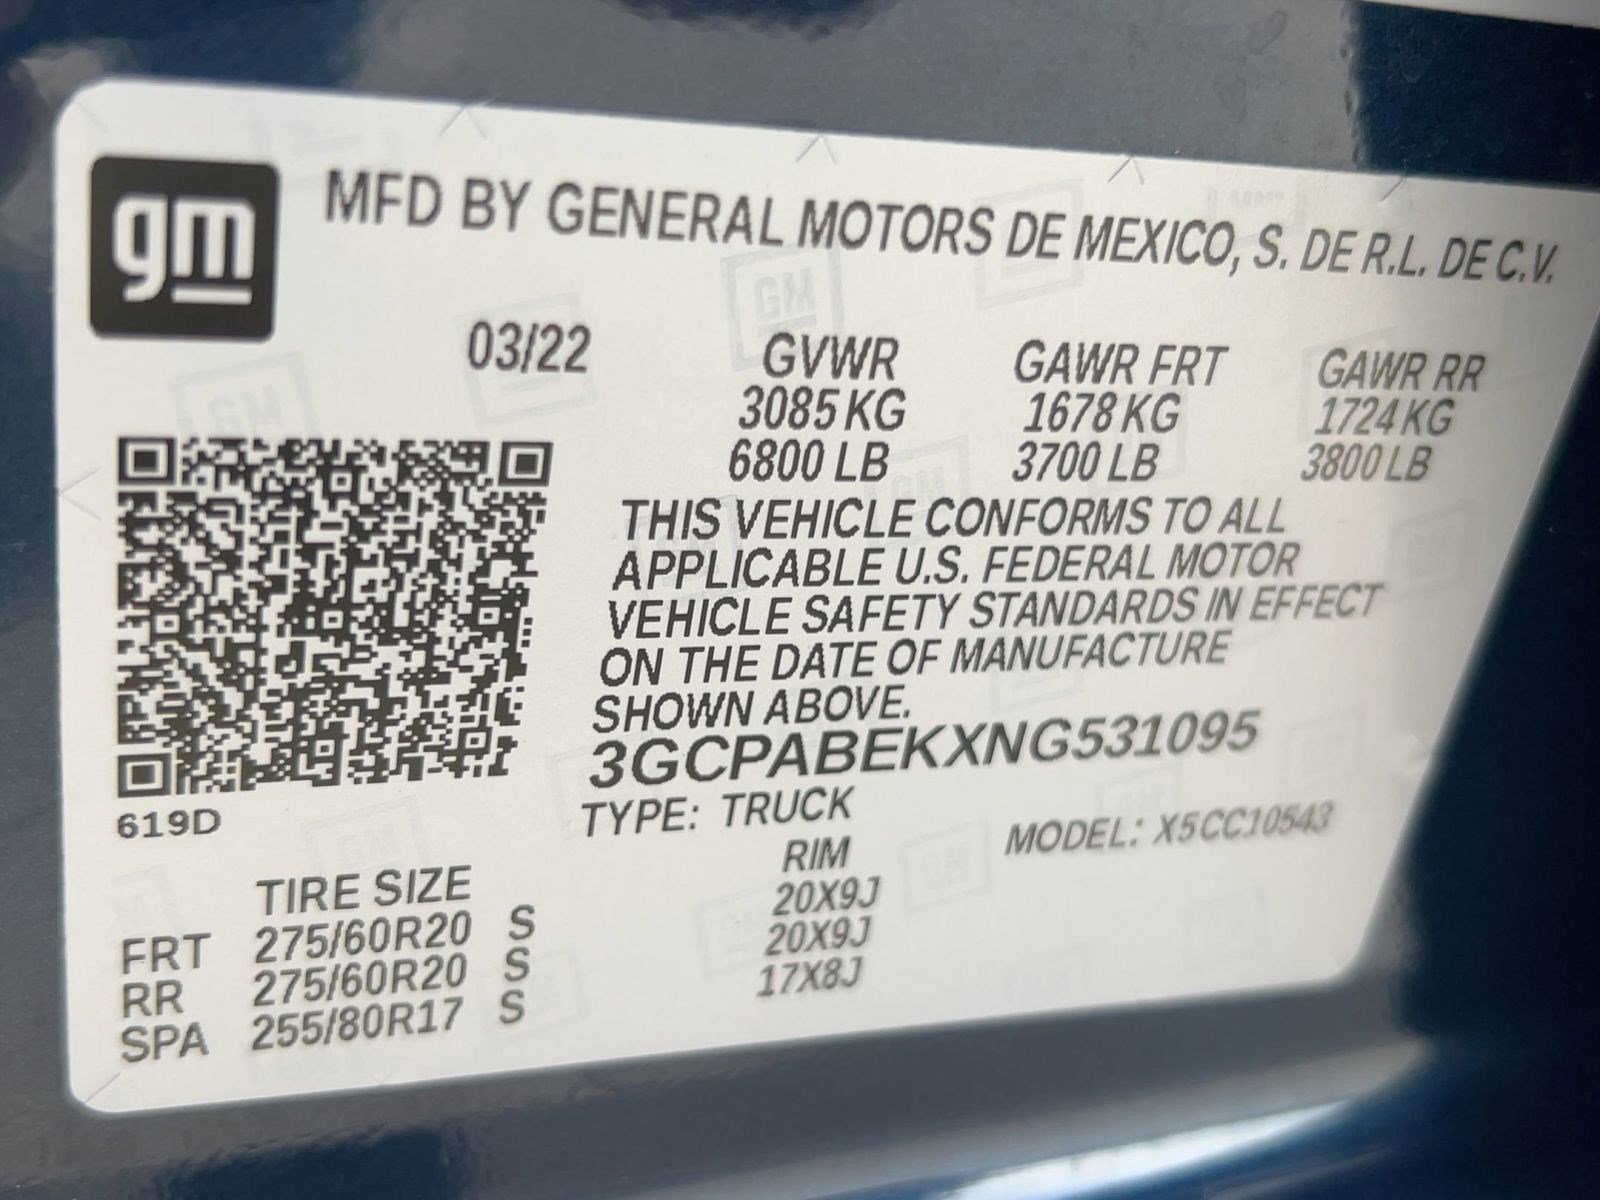 gm
MFD BY GENERAL MOTORS DE MEXICO, S. DE R.L. DE C.V.
03/22 GVWR GAWR FRT GAWR RR
3085 KG 1678 KG 1724 KG
6800 LB 3700 LB 3800 LB
THIS VEHICLE CONFORMS TO ALL
APPLICABLE U.S. FEDERAL MOTOR
VEHICLE SAFETY STANDARDS IN EFFECT
ON THE DATE OF MANUFACTURE
SHOWN ABOVE.
3GCPABEKXNG531095
619D TYPE: TRUCK MODEL: X5CC10543
TIRE SIZE RIM
FRT 275/60R20 S 20X9J
RR 275/60R20 S 20X9J
SPA 255/80R17 S 17X8J